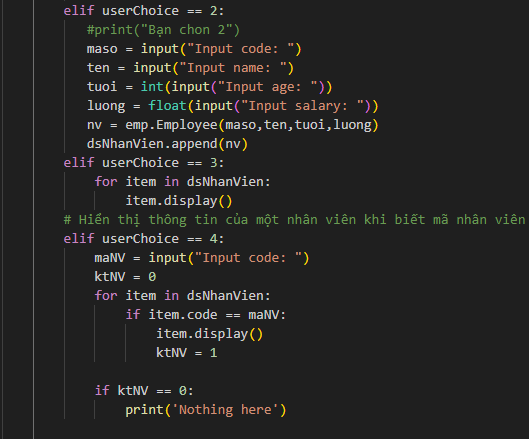 elif userChoice == 2:
#print("Bạn chon 2")
maso = input("Input code: ")
ten = input("Input name: ")
tuoi = int(input("Input age: "))
luong = float(input("Input salary: "))
nv = emp.Employee(maso,ten,tuoi,luong)
dsNhanVien.append(nv)
elif userChoice == 3:
for item in dsNhanVien:
item.display()
# Hiển thị thông tin của một nhân viên khi biết mã nhân viên
elif userChoice == 4:
maNV = input("Input code: ")
ktNV = 0
for item in dsNhanVien:
if item.code == maNV:
item.display()
ktNV = 1
if ktNV == 0:
print('Nothing here')